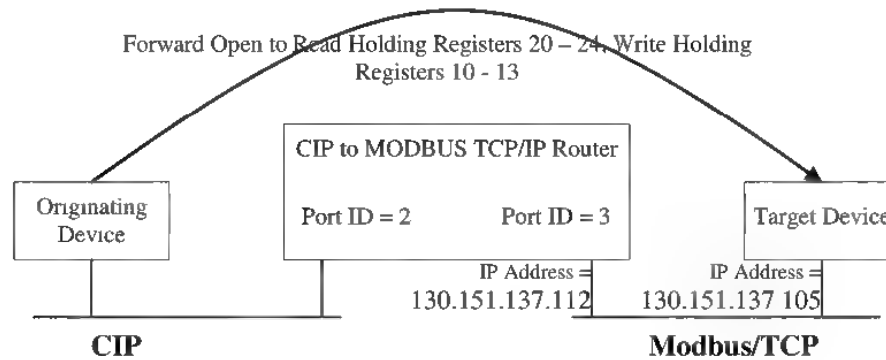 Forward Open to Read Holding Registers 20 – 24, Write Holding
Registers 10 - 13
CIP to MODBUS TCP/IP Router
Originating
Device
Port ID = 2
Port ID = 3
Target Device
IP Address =
130.151.137.112
IP Address =
130.151.137 105
CIP
Modbus/TCP